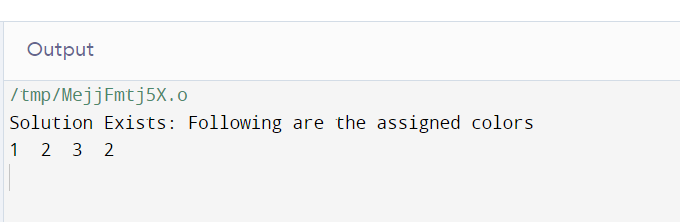 Output
/tmp/MejjFmtj5X.o
Solution Exists: Following are the assigned colors
1  2  3  2